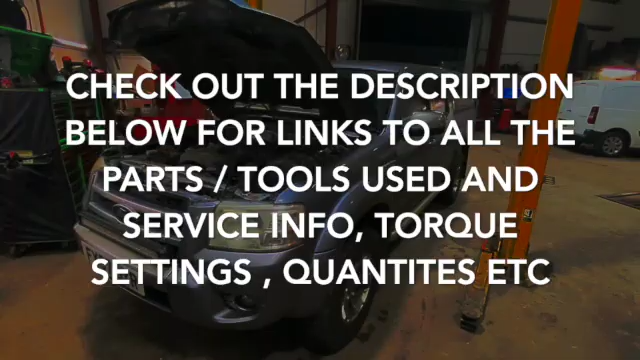 CHECK OUT THE DESCRIPTION
BELOW FOR LINKS TO ALL THE
PARTS / TOOLS USED AND
SERVICE INFO, TORQUE
SETTINGS , QUANTITES ETC